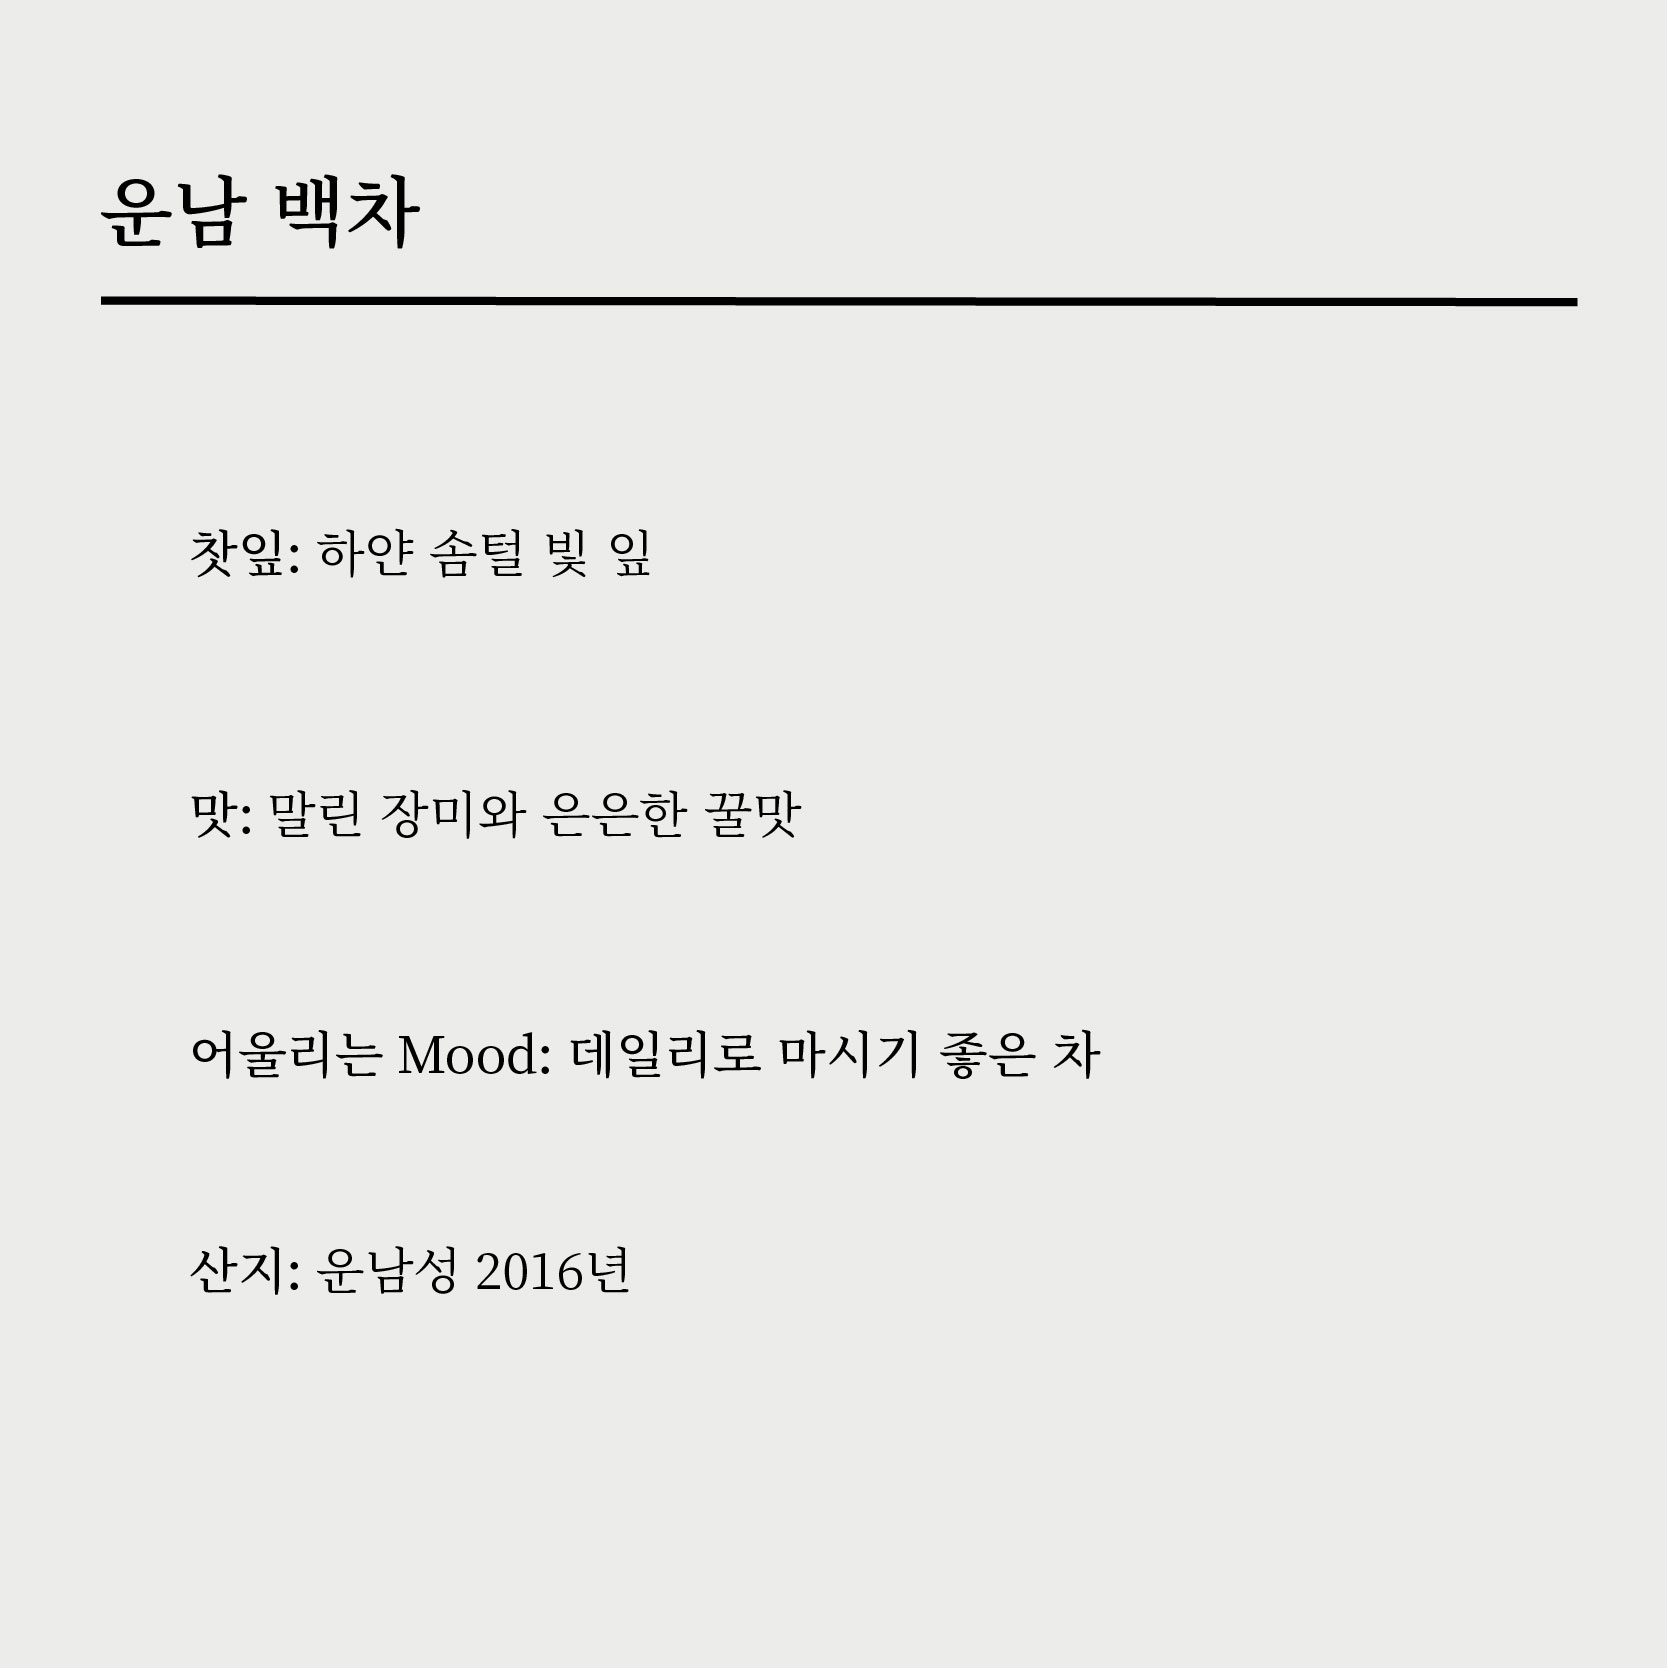 운남 백차
찻잎: 하얀 솜털 빛 잎
맛: 말린 장미와 은은한 꿀맛
어울리는 Mood: 데일리로 마시기 좋은 차
산지: 운남성 2016년